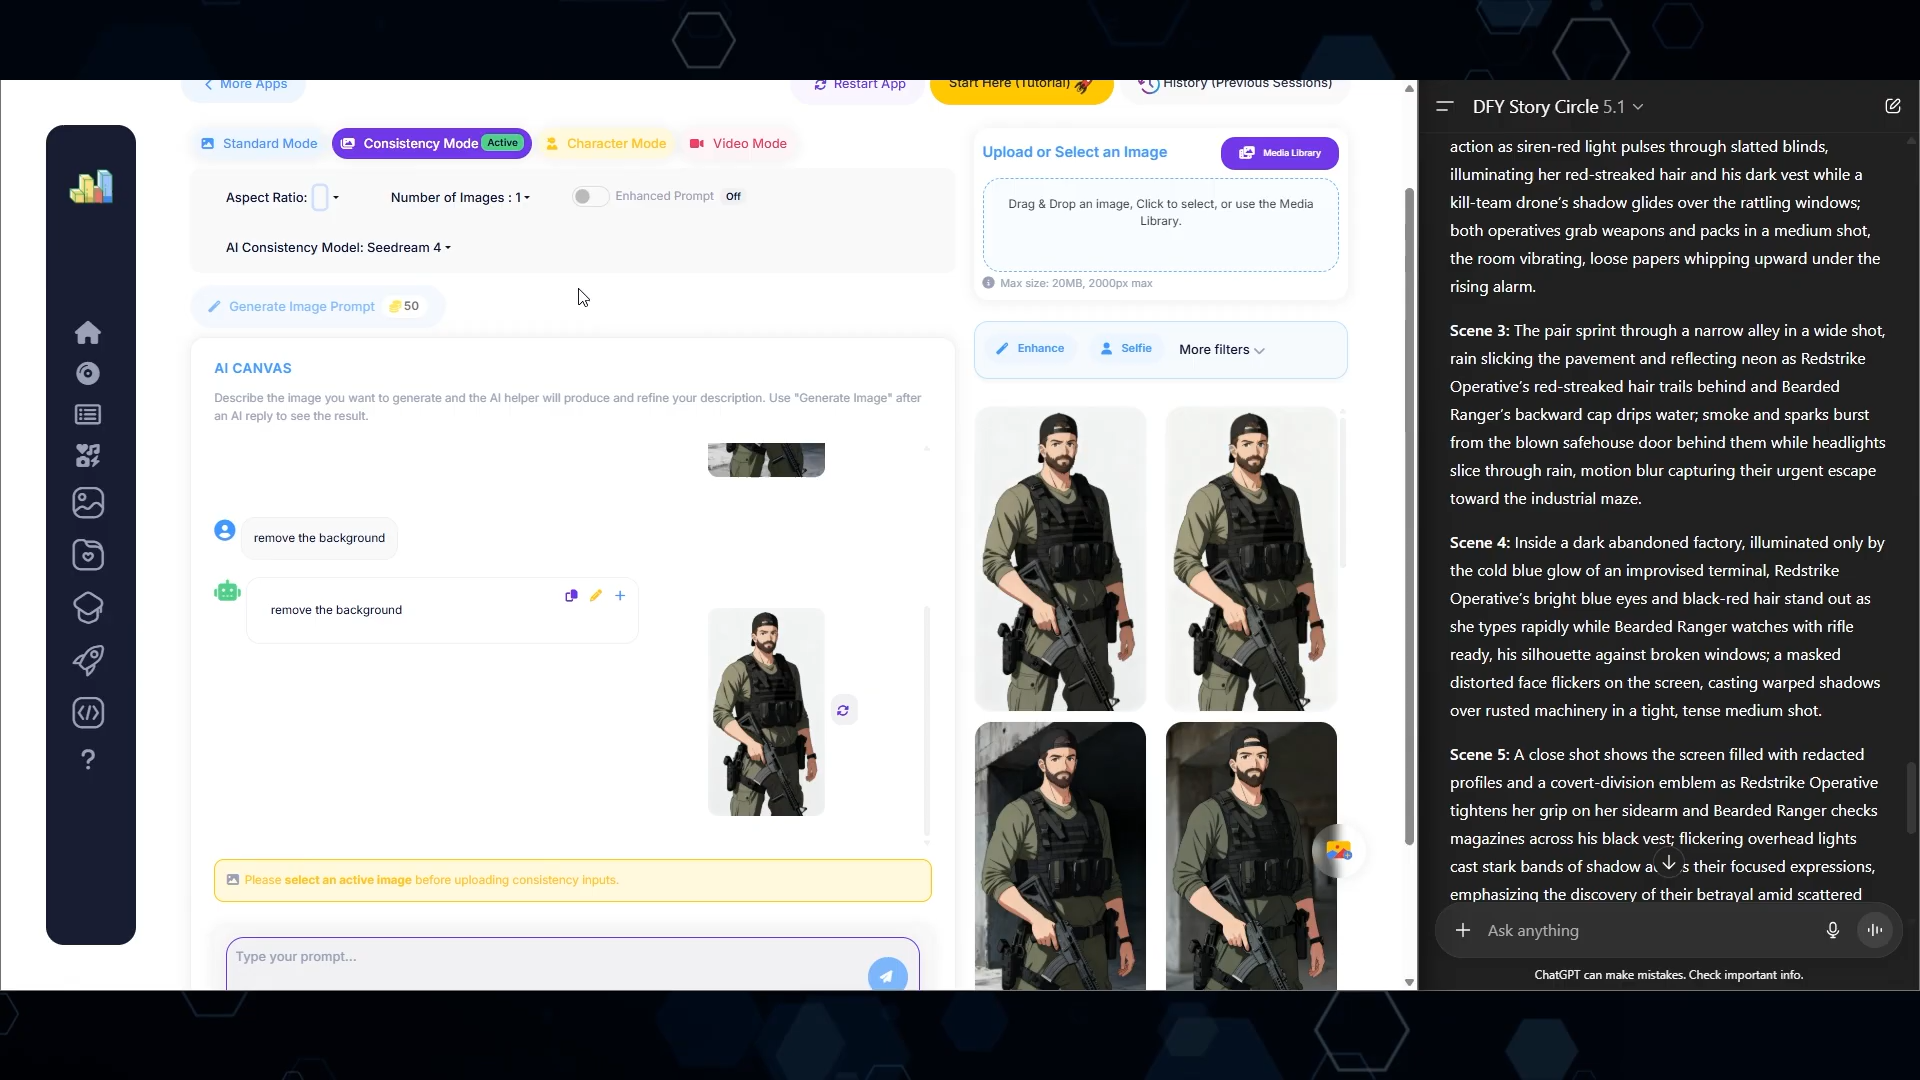 More Apps
Restart App
Start Here (Tutorial)
History (Previous Sessions)
Standard Mode
Consistency Mode Active
Character Mode
Video Mode
Aspect Ratio:
Number of Images : 1
Enhanced Prompt Off
AI Consistency Model: Seedream 4
Generate Image Prompt 50
AI CANVAS
Describe the image you want to generate and the AI helper will produce and refine your description. Use "Generate Image" after
an AI reply to see the result.
remove the background
remove the background
Please select an active image before uploading consistency inputs.
Type your prompt...
Upload or Select an Image
Media Library
Drag & Drop an image, Click to select, or use the Media
Library.
Max size: 20MB, 2000px max
Enhance
Selfie
More filters
DFY Story Circle 5.1
action as siren-red light pulses through slatted blinds,
illuminating her red-streaked hair and his dark vest while a
kill-team drone's shadow glides over the rattling windows;
both operatives grab weapons and packs in a medium shot,
the room vibrating, loose papers whipping upward under the
rising alarm.
Scene 3: The pair sprint through a narrow alley in a wide shot,
rain slicking the pavement and reflecting neon as Redstrike
Operative's red-streaked hair trails behind and Bearded
Ranger's backward cap drips water; smoke and sparks burst
from the blown safehouse door behind them while headlights
slice through rain, motion blur capturing their urgent escape
toward the industrial maze.
Scene 4: Inside a dark abandoned factory, illuminated only by
the cold blue glow of an improvised terminal, Redstrike
Operative's bright blue eyes and black-red hair stand out as
she types rapidly while Bearded Ranger watches with rifle
ready, his silhouette against broken windows; a masked
distorted face flickers on the screen, casting warped shadows
over rusted machinery in a tight, tense medium shot.
Scene 5: A close shot shows the screen filled with redacted
profiles and a covert-division emblem as Redstrike Operative
tightens her grip on her sidearm and Bearded Ranger checks
magazines across his black vest; flickering overhead lights
cast stark bands of shadow their focused expressions,
emphasizing the discovery of their betrayal amid scattered
Ask anything
ChatGPT can make mistakes. Check important info.